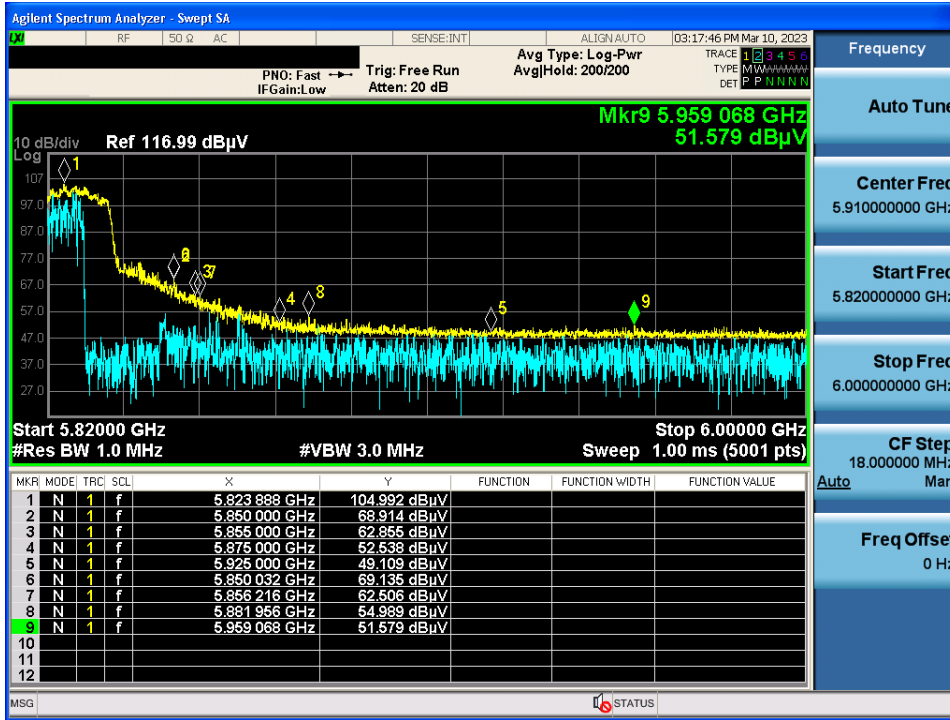 Agilent Spectrum Analyzer - Swept SA
LXI RF 50 Ω AC SENSE:INT ALIGN AUTO 03:17:46 PM Mar 10, 2023
PNO: Fast Trig: Free Run Avg Type: Log-Pwr TRACE 1 2 3 4 5 6
IFGain:Low Atten: 20 dB Avg|Hold: 200/200 TYPE M W W W W W
DET P P N N N N
Mkr9 5.959 068 GHz
51.579 dBµV
10 dB/div Ref 116.99 dBµV
Log
107
97.0
87.0
77.0
67.0
57.0
47.0
37.0
27.0
1
2
6
3
7
4
8
5
9
Start 5.82000 GHz Stop 6.00000 GHz
#Res BW 1.0 MHz #VBW 3.0 MHz Sweep 1.00 ms (5001 pts)
MKR MODE TRC SCL X Y FUNCTION FUNCTION WIDTH FUNCTION VALUE
1 N 1 f 5.823 888 GHz 104.992 dBµV
2 N 1 f 5.850 000 GHz 68.914 dBµV
3 N 1 f 5.855 000 GHz 62.855 dBµV
4 N 1 f 5.875 000 GHz 52.538 dBµV
5 N 1 f 5.925 000 GHz 49.109 dBµV
6 N 1 f 5.850 032 GHz 69.135 dBµV
7 N 1 f 5.856 216 GHz 62.506 dBµV
8 N 1 f 5.881 956 GHz 54.989 dBµV
9 N 1 f 5.959 068 GHz 51.579 dBµV
10
11
12
MSG STATUS
Frequency
Auto Tune
Center Freq
5.910000000 GHz
Start Freq
5.820000000 GHz
Stop Freq
6.000000000 GHz
CF Step
18.000000 MHz
Auto Man
Freq Offset
0 Hz